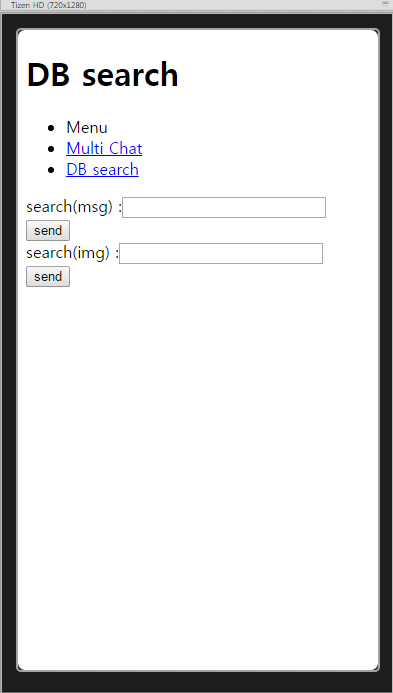 Tizen HD (720x1280)
DB search
Menu
Multi Chat
DB search
search(msg) :
send
search(img) :
send